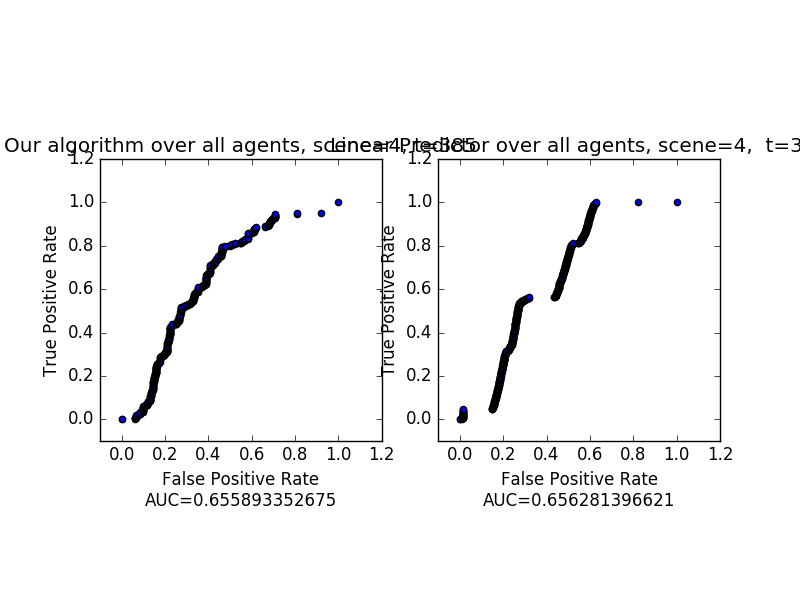 Our algorithm over all agents, scene=4, t=385
Linear Predictor over all agents, scene=4, t=3
1.2
1.0
0.8
0.6
0.4
0.2
0.0
True Positive Rate
0.0 0.2 0.4 0.6 0.8 1.0 1.2
False Positive Rate
AUC=0.655893352675
1.2
1.0
0.8
0.6
0.4
0.2
0.0
True Positive Rate
0.0 0.2 0.4 0.6 0.8 1.0 1.2
False Positive Rate
AUC=0.656281396621